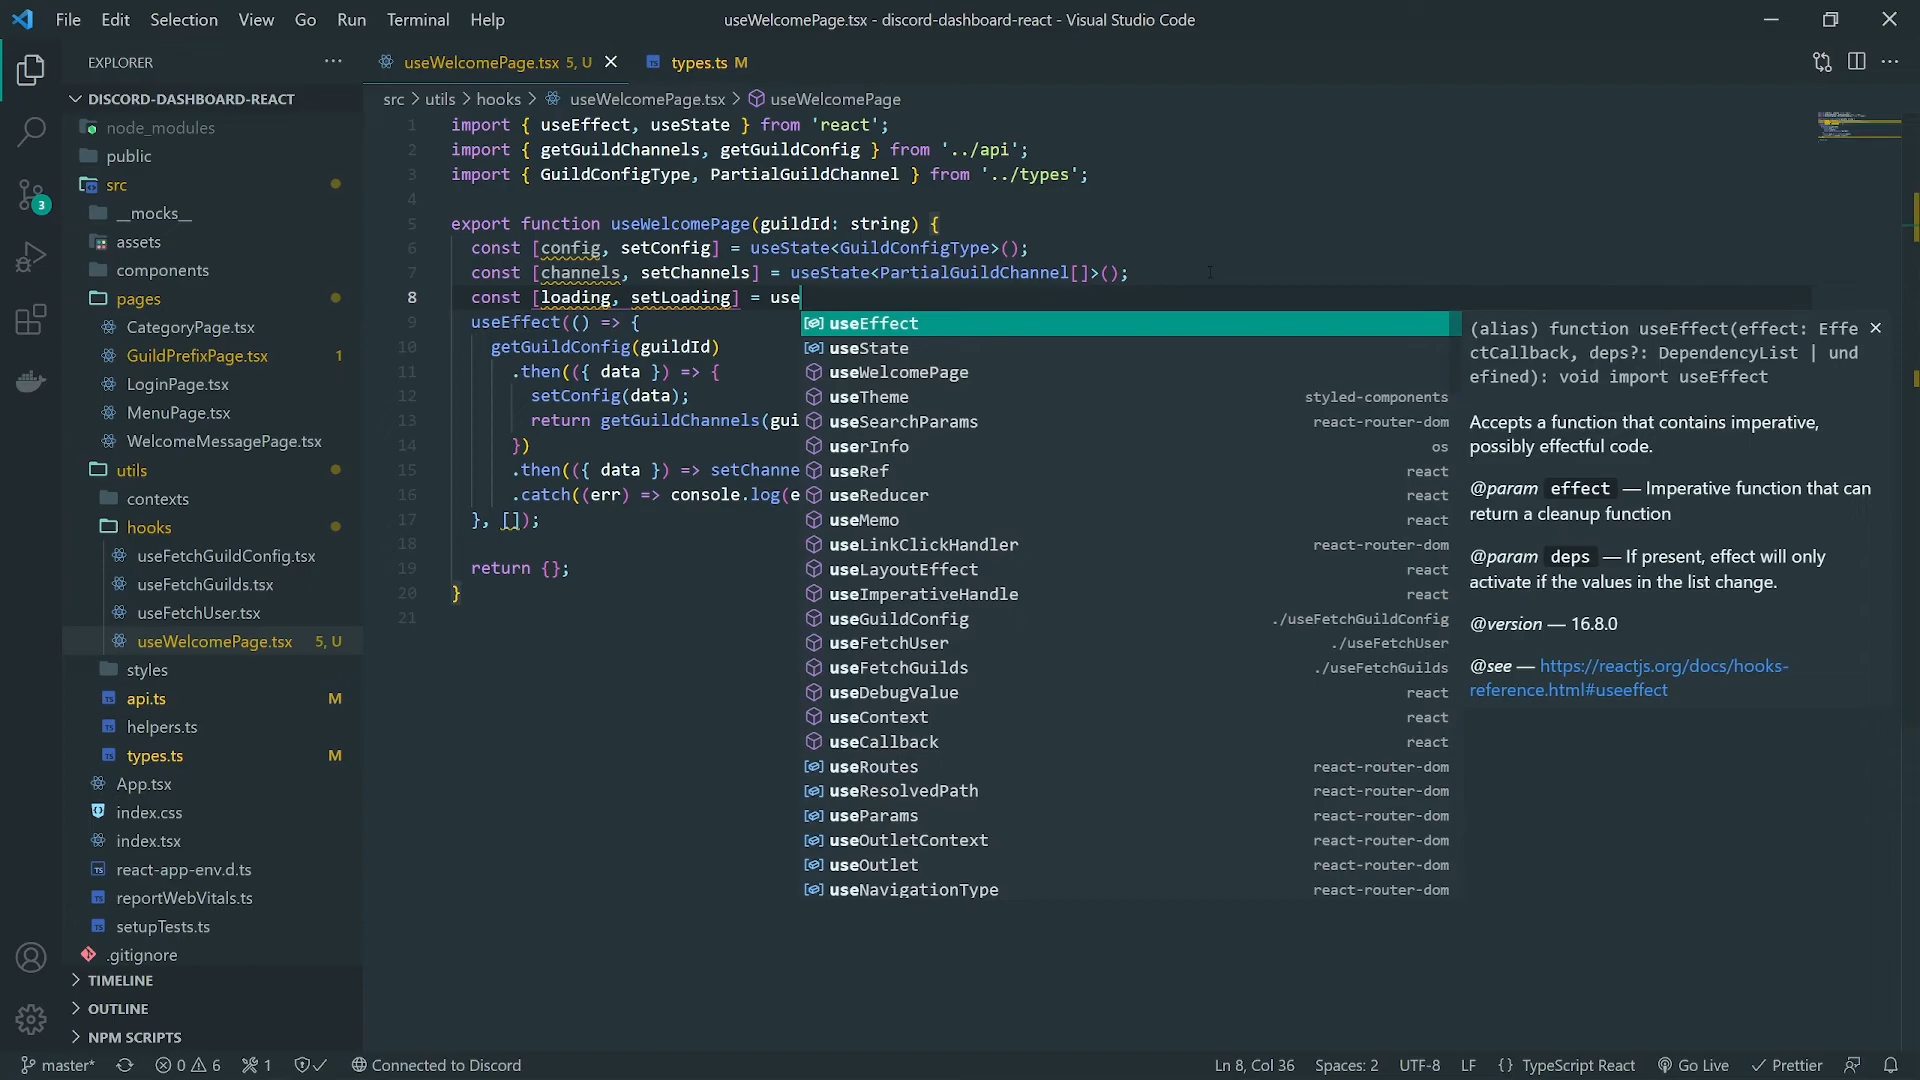 File Edit Selection View Go Run Terminal Help
useWelcomePage.tsx - discord-dashboard-react - Visual Studio Code
EXPLORER
DISCORD-DASHBOARD-REACT
node_modules
public
src
__mocks__
assets
components
pages
CategoryPage.tsx
GuildPrefixPage.tsx 1
LoginPage.tsx
MenuPage.tsx
WelcomeMessagePage.tsx
utils
contexts
hooks
useFetchGuildConfig.tsx
useFetchGuilds.tsx
useFetchUser.tsx
useWelcomePage.tsx 5, U
styles
api.ts M
helpers.ts
types.ts M
App.tsx
index.css
index.tsx
react-app-env.d.ts
reportWebVitals.ts
setupTests.ts
.gitignore
TIMELINE
OUTLINE
NPM SCRIPTS
3
useWelcomePage.tsx 5, U
types.ts M
src > utils > hooks > useWelcomePage.tsx > useWelcomePage
1 import { useEffect, useState } from 'react';
2 import { getGuildChannels, getGuildConfig } from '../api';
3 import { GuildConfigType, PartialGuildChannel } from '../types';
4
5 export function useWelcomePage(guildId: string) {
6 const [config, setConfig] = useState<GuildConfigType>();
7 const [channels, setChannels] = useState<PartialGuildChannel[]>();
8 const [loading, setLoading] = use
9 useEffect(() => {
10 getGuildConfig(guildId)
11 .then(({ data }) => {
12 setConfig(data);
13 return getGuildChannels(gui
14 })
15 .then(({ data }) => setChanne
16 .catch((err) => console.log(e
17 }, []);
18
19 return {};
20 }
21
useEffect
useState
useWelcomePage
useTheme styled-components
useSearchParams react-router-dom
userInfo os
useRef react
useReducer react
useMemo react
useLinkClickHandler react-router-dom
useLayoutEffect react
useImperativeHandle react
useGuildConfig ./useFetchGuildConfig
useFetchUser ./useFetchUser
useFetchGuilds ./useFetchGuilds
useDebugValue react
useContext react
useCallback react
useRoutes react-router-dom
useResolvedPath react-router-dom
useParams react-router-dom
useOutletContext react-router-dom
useOutlet react-router-dom
useNavigationType react-router-dom
(alias) function useEffect(effect: Effe
ctCallback, deps?: DependencyList | und
efined): void import useEffect
Accepts a function that contains imperative,
possibly effectful code.
@param effect — Imperative function that can
return a cleanup function
@param deps — If present, effect will only
activate if the values in the list change.
@version — 16.8.0
@see — https://reactjs.org/docs/hooks-
reference.html#useeffect
master* 0 6 1 Connected to Discord
Ln 8, Col 36 Spaces: 2 UTF-8 LF {} TypeScript React Go Live Prettier